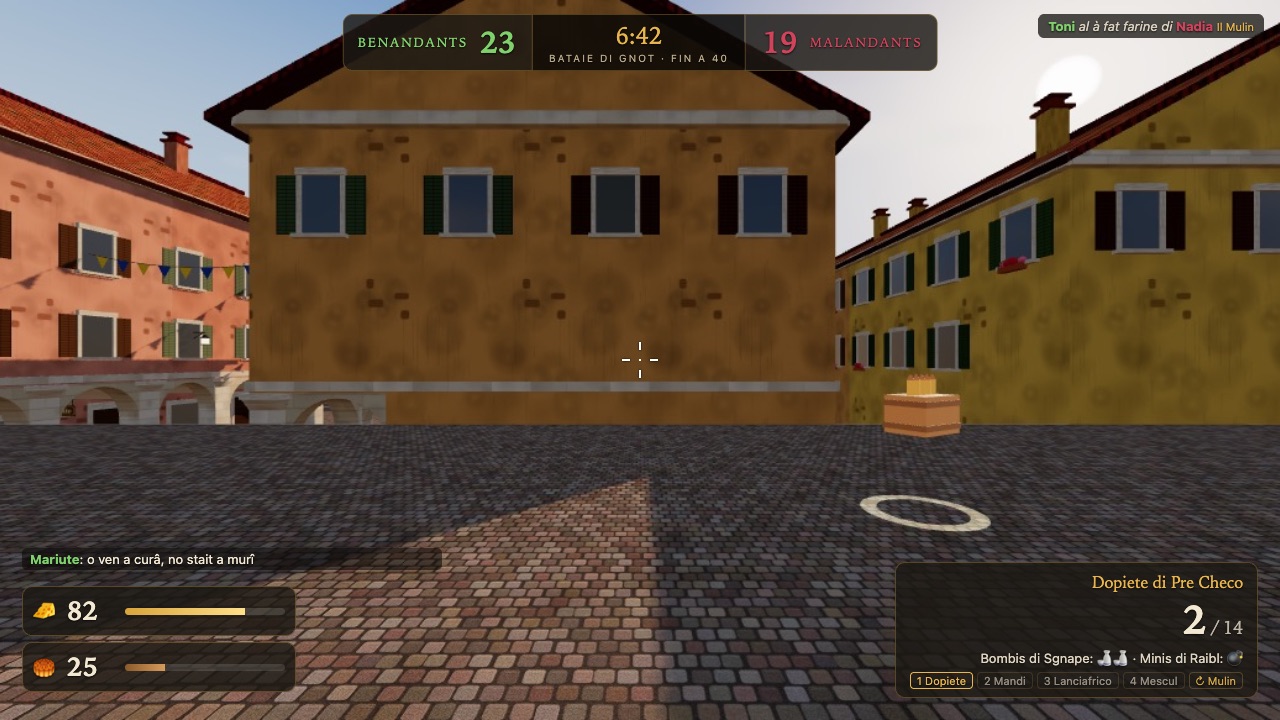 BENANDANTS 23
6:42
BATAIE DI GNOT · FIN A 40
19 MALANDANTS
Toni al à fat farine di Nadia Il Mulin
Mariute: o ven a curâ, no stait a murî
82
25
Dopiete di Pre Checo
2 / 14
Bombis di Sgnape: · Minis di Raibl:
1 Dopiete 2 Mandi 3 Lanciafrico 4 Mescul ↻ Mulin